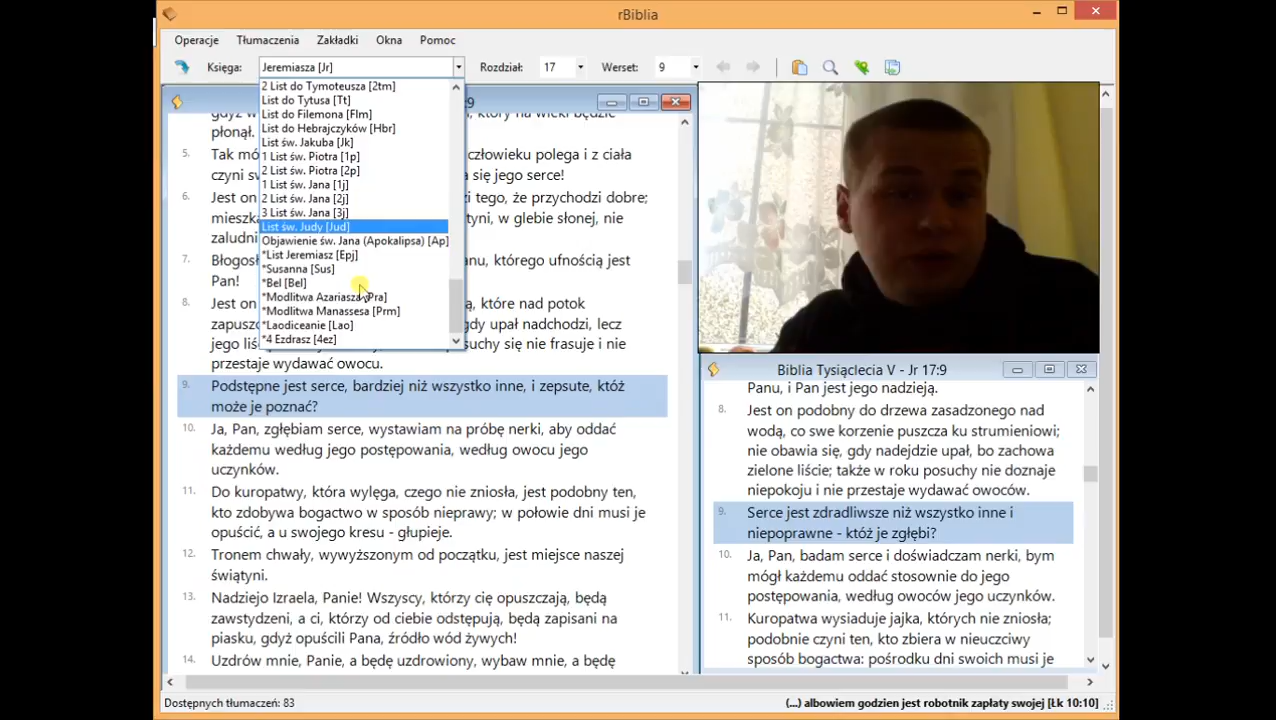 rBiblia
Operacje Tłumaczenia Zakładki Okna Pomoc
Księga: Jeremiasza [Jr] Rozdział: 17 Werset: 9
2 List do Tymoteusza [2tm]
List do Tytusa [Tt]
List do Filemona [Flm]
List do Hebrajczyków [Hbr]
List św. Jakuba [Jk]
1 List św. Piotra [1p]
2 List św. Piotra [2p]
1 List św. Jana [1j]
2 List św. Jana [2j]
3 List św. Jana [3j]
List św. Judy [Jud]
Objawienie św. Jana (Apokalipsa) [Ap]
*List Jeremiasz [Epj]
*Susanna [Sus]
*Bel [Bel]
*Modlitwa Azariasza [Pra]
*Modlitwa Manassesa [Prm]
*Laodiceanie [Lao]
*4 Ezdrasz [4ez]
7:9
który na wieki będzie
płonął.
5. Tak mó człowieku polega i z ciała
czyni s się jego serce!
6. Jest on tego, że przychodzi dobre;
mieszk tyni, w glebie słonej, nie
zaludni
7. Błogos anu, którego ufnością jest
Pan!
8. Jest on , które nad potok
zapuszc gdy upał nadchodzi, lecz
jego liś suchy się nie frasuje i nie
przestaje wydawać owocu.
9. Podstępne jest serce, bardziej niż wszystko inne, i zepsute, któż
może je poznać?
10. Ja, Pan, zgłębiam serce, wystawiam na próbę nerki, aby oddać
każdemu według jego postępowania, według owocu jego
uczynków.
11. Do kuropatwy, która wylęga, czego nie zniosła, jest podobny ten,
kto zdobywa bogactwo w sposób nieprawy; w połowie dni musi je
opuścić, a u swojego kresu - głupieje.
12. Tronem chwały, wywyższonym od początku, jest miejsce naszej
świątyni.
13. Nadziejo Izraela, Panie! Wszyscy, którzy cię opuszczają, będą
zawstydzeni, a ci, którzy od ciebie odstępują, będą zapisani na
piasku, gdyż opuścili Pana, źródło wód żywych!
14. Uzdrów mnie, Panie, a będę uzdrowiony, wybaw mnie, a będę
Biblia Tysiąclecia V - Jr 17:9
Panu, i Pan jest jego nadzieją.
8. Jest on podobny do drzewa zasadzonego nad
wodą, co swe korzenie puszcza ku strumieniowi;
nie obawia się, gdy nadejdzie upał, bo zachowa
zielone liście; także w roku posuchy nie doznaje
niepokoju i nie przestaje wydawać owoców.
9. Serce jest zdradliwsze niż wszystko inne i
niepoprawne - któż je zgłębi?
10. Ja, Pan, badam serce i doświadczam nerki, bym
mógł każdemu oddać stosownie do jego
postępowania, według owoców jego uczynków.
11. Kuropatwa wysiaduje jajka, których nie zniosła;
podobnie czyni ten, kto zbiera w nieuczciwy
sposób bogactwa: pośrodku dni swoich musi je
Dostępnych tłumaczeń: 83 (...) albowiem godzien jest robotnik zapłaty swojej [Łk 10:10]